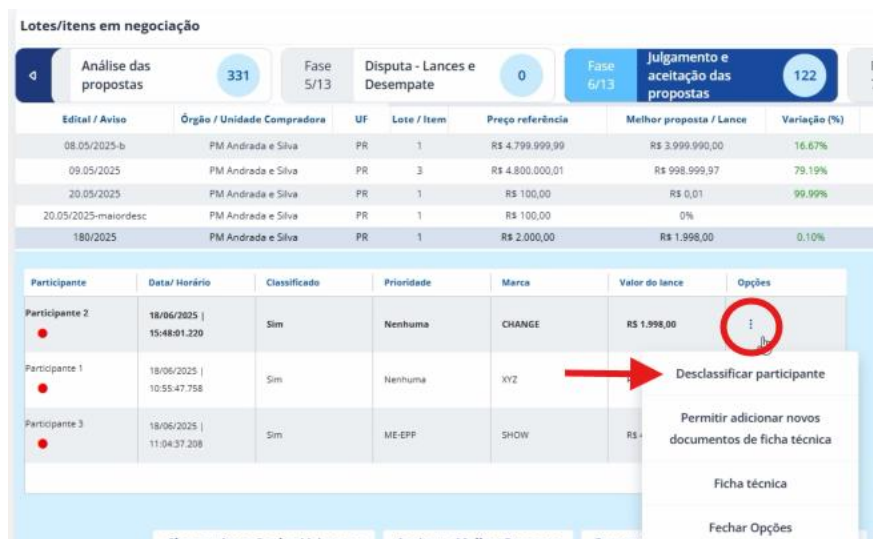 Lotes/itens em negociação
Análise das propostas 331 Fase 5/13 Disputa - Lances e Desempate 0 Fase 6/13 Julgamento e aceitação das propostas 122
Edital / Aviso Órgão / Unidade Compradora UF Lote / Item Preço referência Melhor proposta / Lance Variação (%)
08.05/2025-b PM Andrada e Silva PR 1 R$ 4.799.999,99 R$ 3.999.990,00 16.67%
09.05/2025 PM Andrada e Silva PR 3 R$ 4.800.000,01 R$ 998.999,97 79.19%
20.05/2025 PM Andrada e Silva PR 1 R$ 100,00 R$ 0,01 99.99%
20.05/2025-maiordesc PM Andrada e Silva PR 1 R$ 100,00 0%
180/2025 PM Andrada e Silva PR 1 R$ 2.000,00 R$ 1.998,00 0.10%
Participante Data/ Horário Classificado Prioridade Marca Valor do lance Opções
Participante 2 18/06/2025 | 15:48:01.220 Sim Nenhuma CHANGE R$ 1.998,00
Participante 1 18/06/2025 | 10:55:47.758 Sim Nenhuma XYZ
Participante 3 18/06/2025 | 11:04:37.208 Sim ME-EPP SHOW R$
Desclassificar participante
Permitir adicionar novos
documentos de ficha técnica
Ficha técnica
Fechar Opções